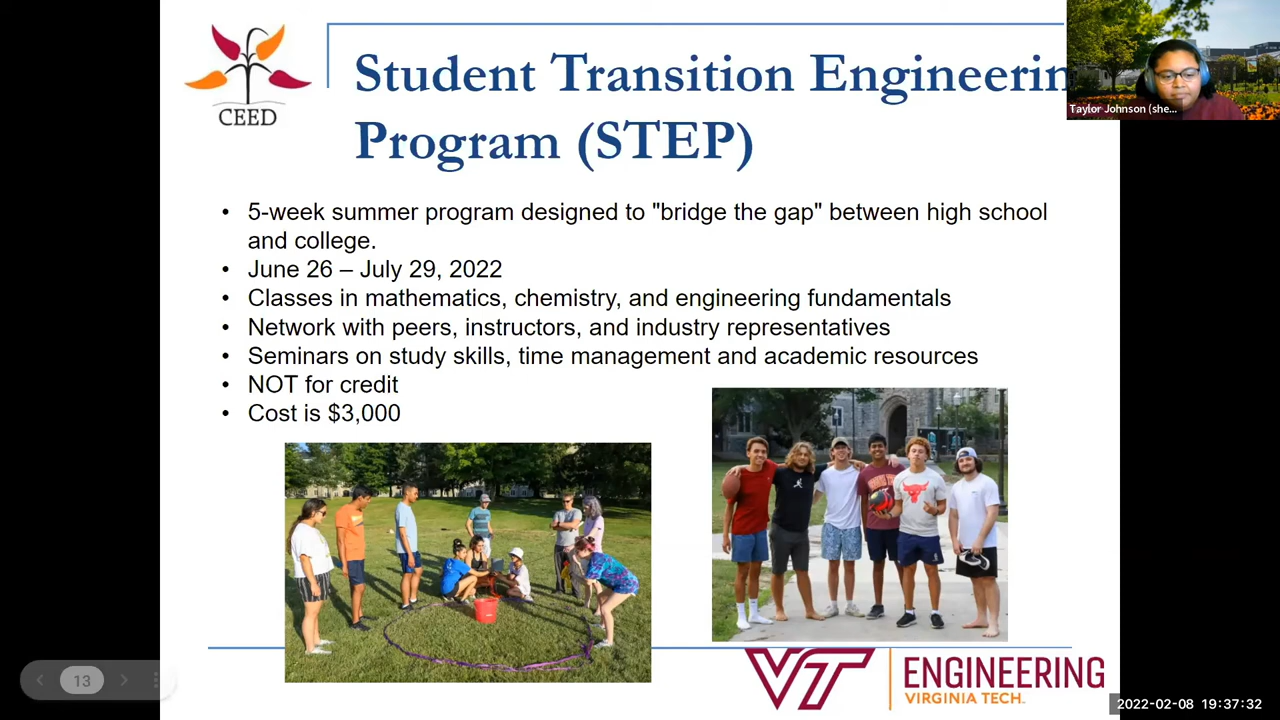 Student Transition Engineerin
Program (STEP)
CEED
Taylor Johnson (she...
• 5-week summer program designed to "bridge the gap" between high school
and college.
• June 26 – July 29, 2022
• Classes in mathematics, chemistry, and engineering fundamentals
• Network with peers, instructors, and industry representatives
• Seminars on study skills, time management and academic resources
• NOT for credit
• Cost is $3,000
13
VT ENGINEERING
VIRGINIA TECH.
2022-02-08 19:37:32